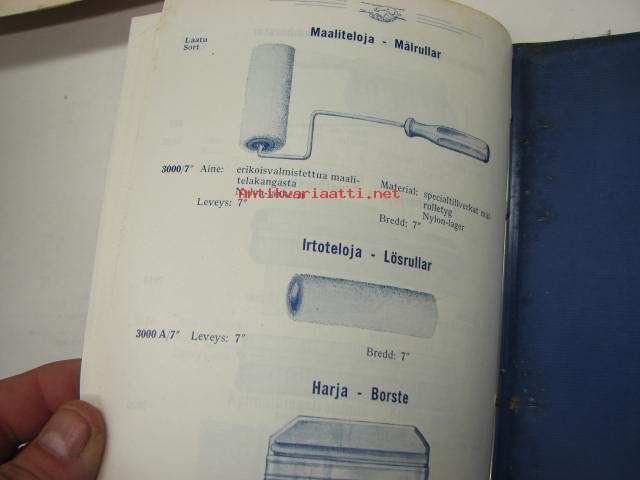 Laatu
Sort.
Maaliteloja - Målrullar
3000/7″ Aine: erikoisvalmistettua maali-
telakangasta
Leveys: 7″
Material: specialtillverkat mål-
rulletyg
Nylon-lager
Bredd: 7″
Antikvariaatti.net
Irtoteloja - Lösrullar
3000 A/7″ Leveys: 7″
Bredd: 7″
Harja - Borste